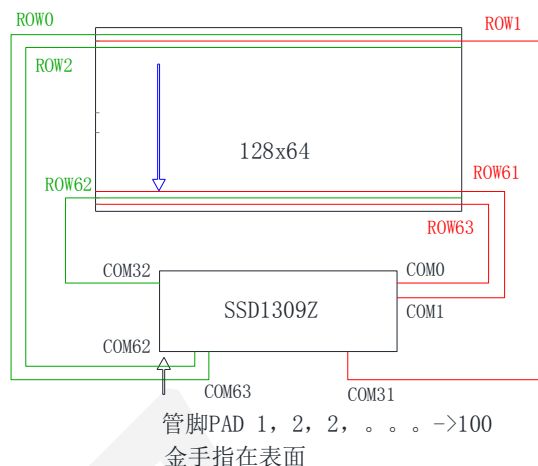 ROW0
ROW1
ROW2
128x64
ROW61
ROW62
ROW63
COM32
COM0
SSD1309Z
COM1
COM62
COM63
COM31
管脚PAD 1, 2, 2, 。。。->100
金手指在表面